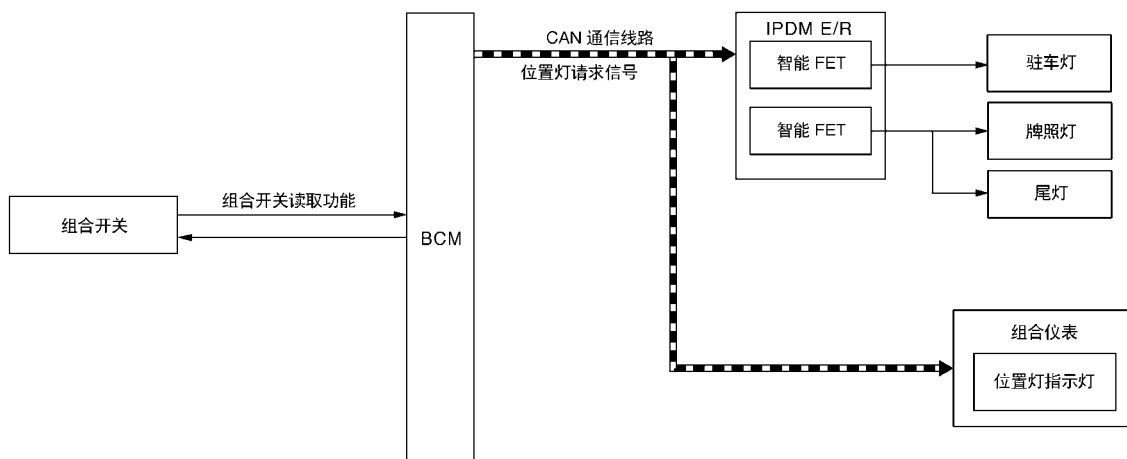 CAN 通信线路
位置灯请求信号
IPDM E/R
智能 FET
驻车灯
智能 FET
牌照灯
尾灯
组合开关读取功能
组合开关
BCM
组合仪表
位置灯指示灯